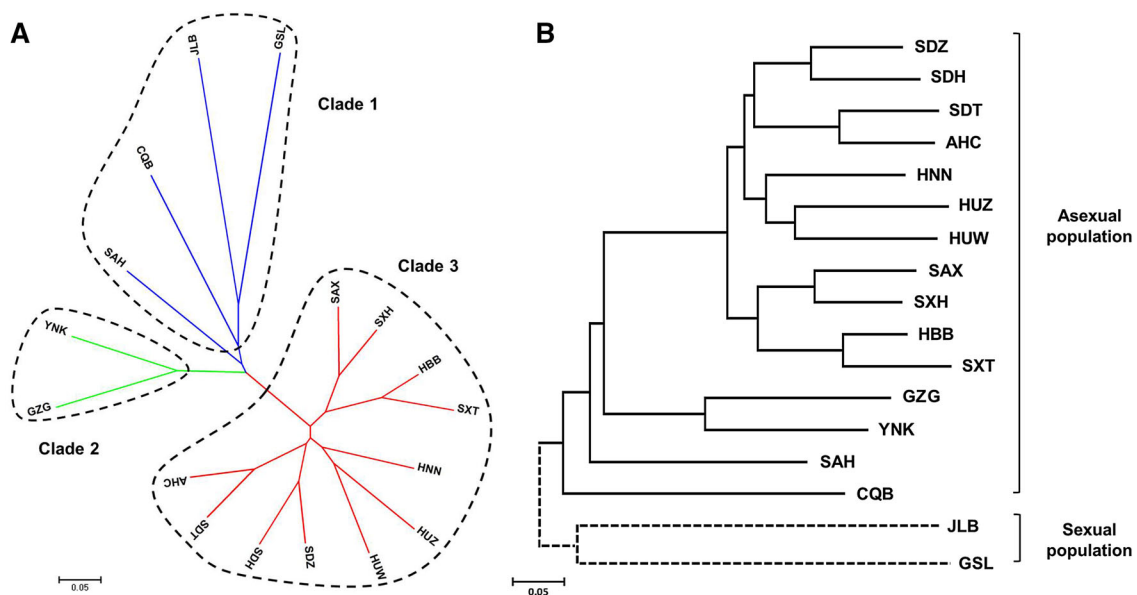 A
JLB
GSL
Clade 1
CQB
SAH
Clade 3
YNK
GZG
Clade 2
SAX
SXH
HBB
SXT
HNN
HUZ
HUW
SDZ
SDH
SDT
AHC
0.05
B
SDZ
SDH
SDT
AHC
HNN
HUZ
HUW
SAX
SXH
HBB
SXT
GZG
YNK
SAH
CQB
JLB
GSL
Asexual
population
Sexual
population
0.05